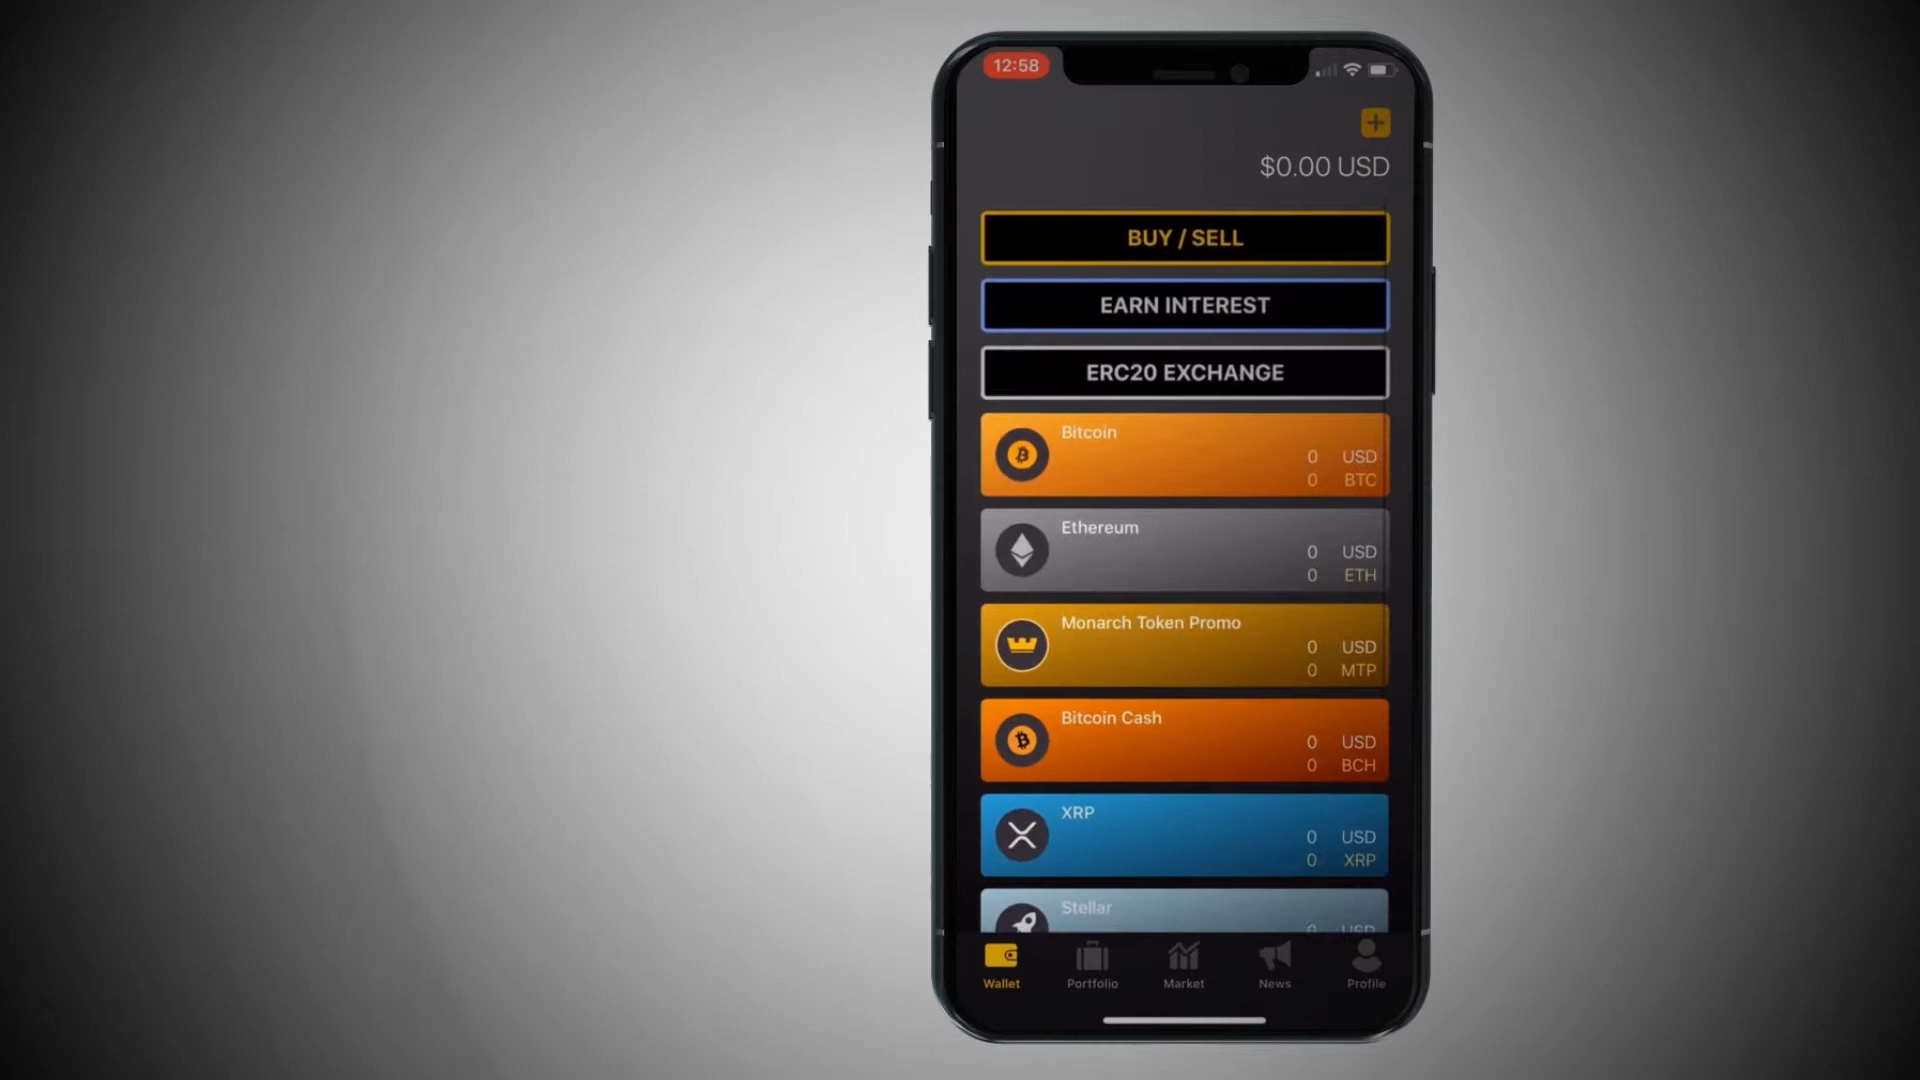 12:58
$0.00 USD
BUY / SELL
EARN INTEREST
ERC20 EXCHANGE
Bitcoin
0 USD
0 BTC
Ethereum
0 USD
0 ETH
Monarch Token Promo
0 USD
0 MTP
Bitcoin Cash
0 USD
0 BCH
XRP
0 USD
0 XRP
Stellar
0 USD
Wallet Portfolio Market News Profile